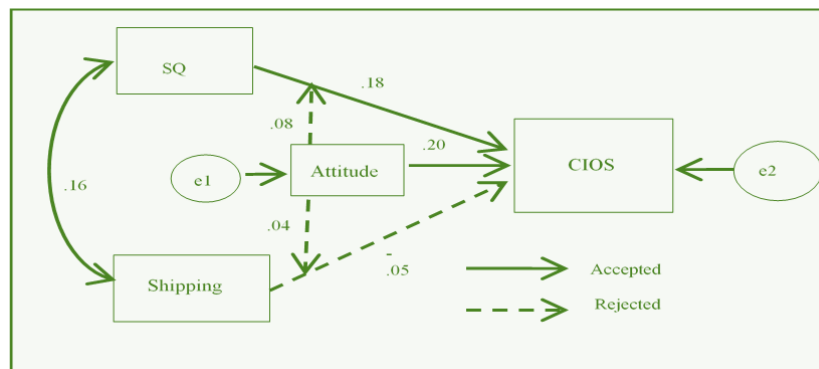 SQ
.18
.08
.20
CIOS
e1
Attitude
e2
.16
.04
-
.05
Shipping
Accepted
Rejected